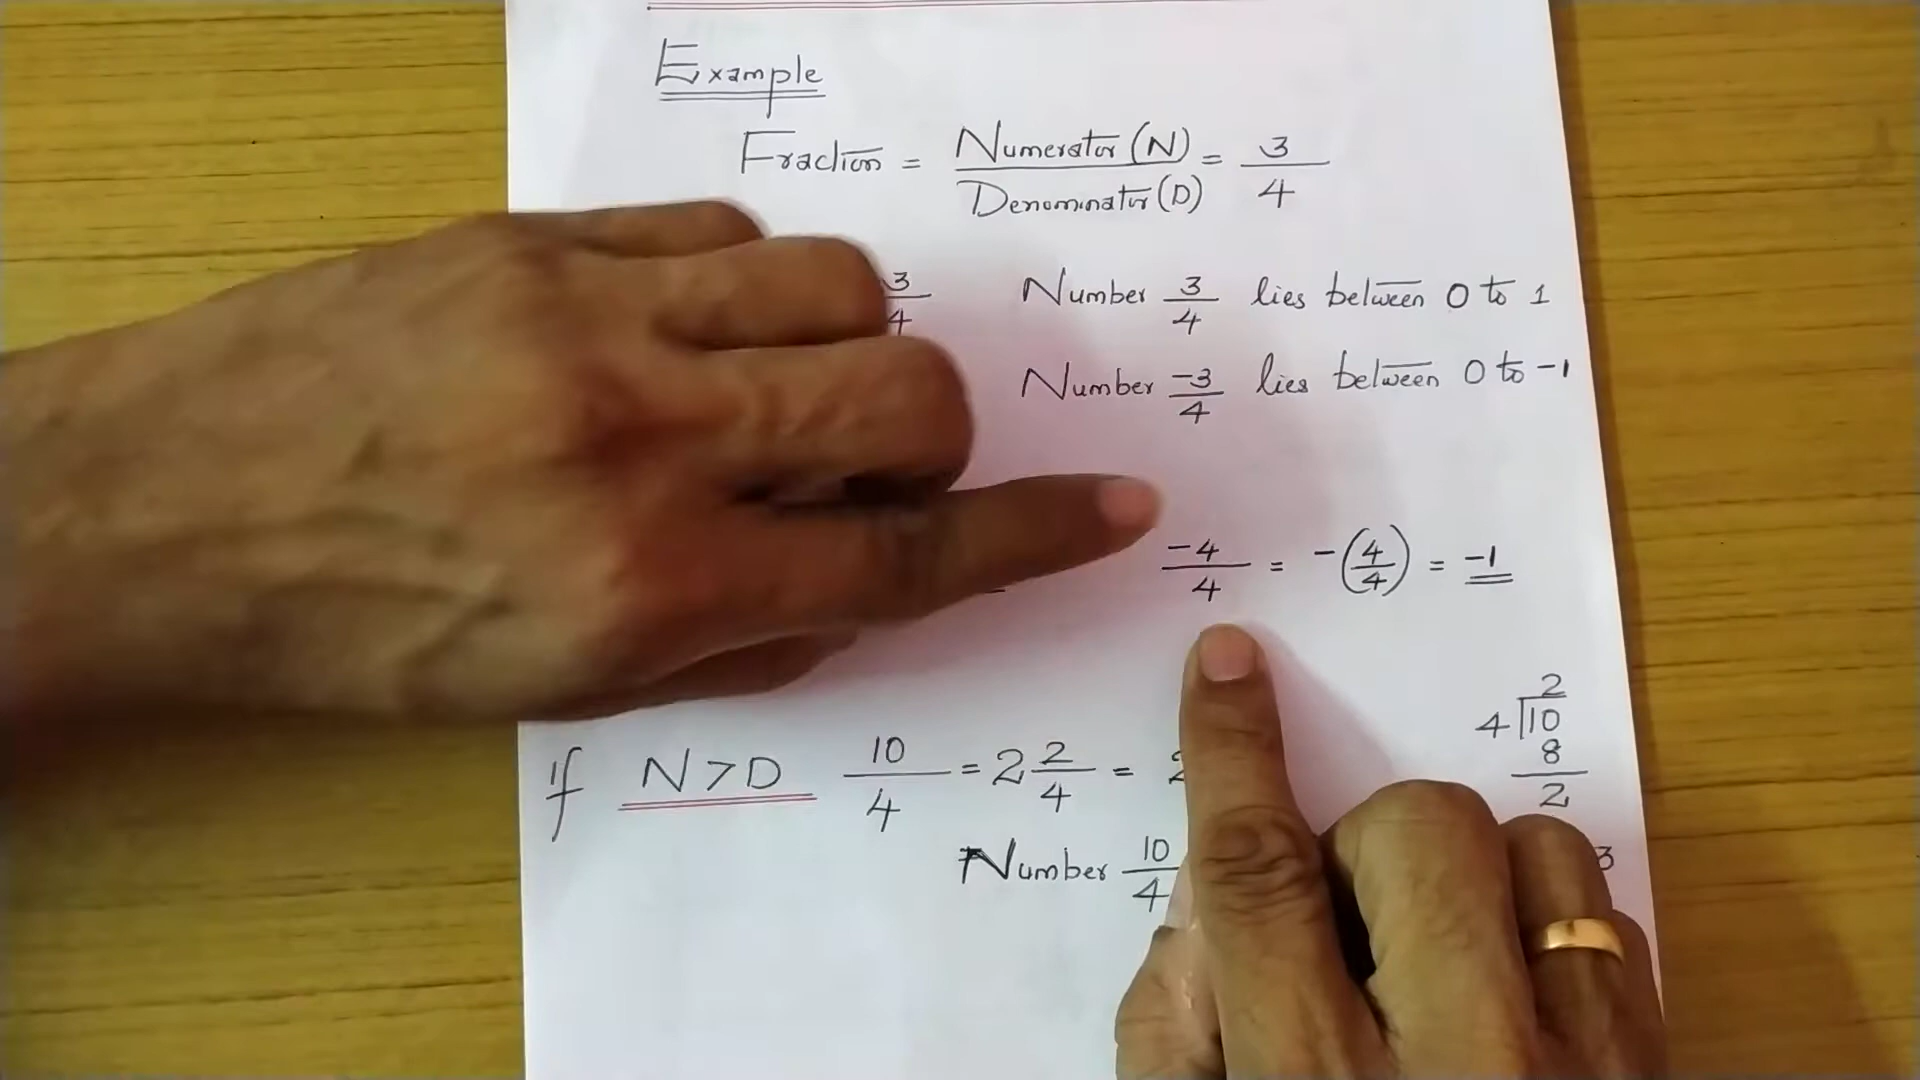 Example
Fraction = Numerator (N) / Denominator (D) = 3/4
3/4 Number 3/4 lies between 0 to 1
Number -3/4 lies between 0 to -1
-4/4 = -(4/4) = -1
If N > D 10/4 = 2 2/4 =
2
4 10
8
2
Number 10/4 3